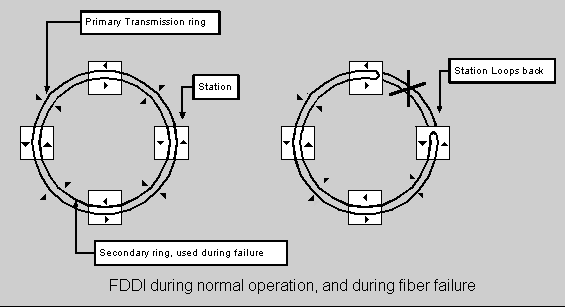 Primary Transmission ring
Station
Station Loops back
Secondary ring, used during failure
FDDI during normal operation, and during fiber failure